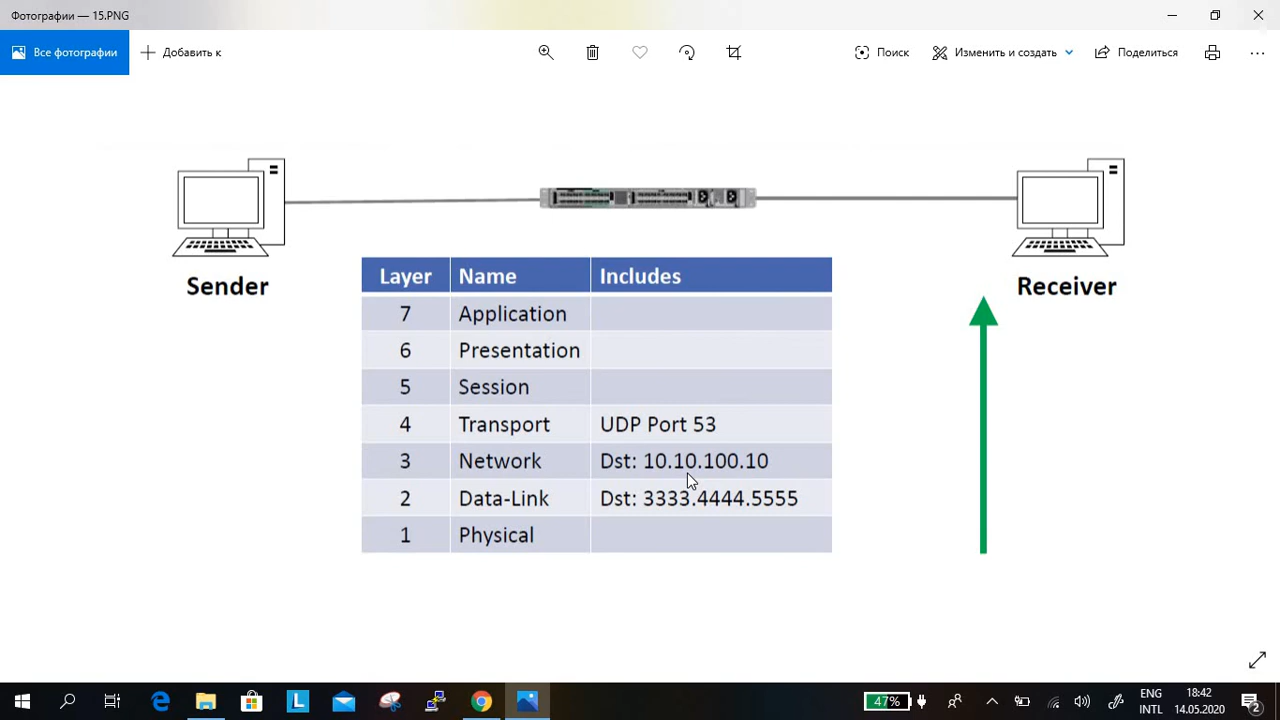 Фотографии — 15.PNG
Все фотографии
Добавить к
Поиск
Изменить и создать
Поделиться
Sender
Receiver
Layer Name Includes
7 Application
6 Presentation
5 Session
4 Transport UDP Port 53
3 Network Dst: 10.10.100.10
2 Data-Link Dst: 3333.4444.5555
1 Physical
47%
ENG
INTL
18:42
14.05.2020
2